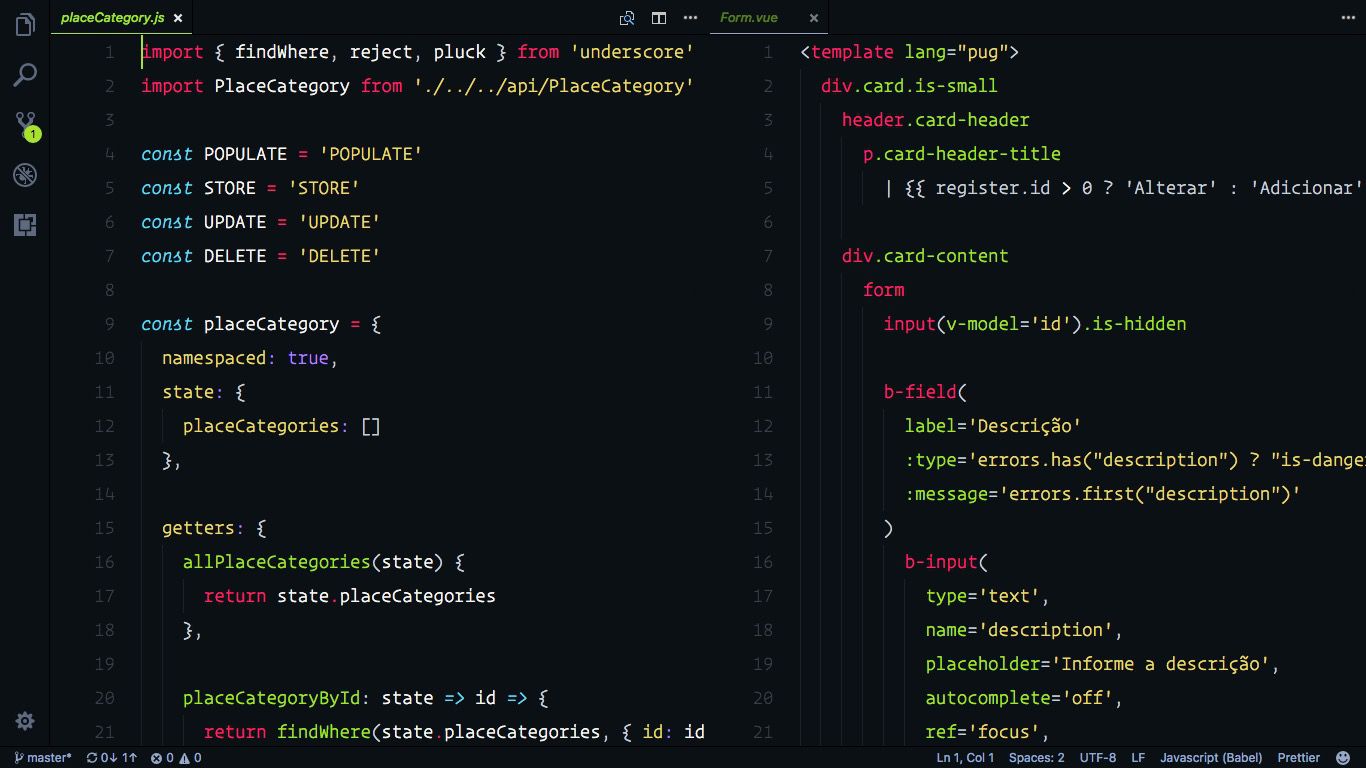 placeCategory.js ×
1 import { findWhere, reject, pluck } from 'underscore'
2 import PlaceCategory from './../../api/PlaceCategory'
3
4 const POPULATE = 'POPULATE'
5 const STORE = 'STORE'
6 const UPDATE = 'UPDATE'
7 const DELETE = 'DELETE'
8
9 const placeCategory = {
10 namespaced: true,
11 state: {
12 placeCategories: []
13 },
14
15 getters: {
16 allPlaceCategories(state) {
17 return state.placeCategories
18 },
19
20 placeCategoryById: state => id => {
21 return findWhere(state.placeCategories, { id: id
Form.vue ×
1 <template lang="pug">
2 div.card.is-small
3 header.card-header
4 p.card-header-title
5 | {{ register.id > 0 ? 'Alterar' : 'Adicionar'
6
7 div.card-content
8 form
9 input(v-model='id').is-hidden
10
11 b-field(
12 label='Descrição'
13 :type='errors.has("description") ? "is-dange
14 :message='errors.first("description")'
15 )
16 b-input(
17 type='text',
18 name='description',
19 placeholder='Informe a descrição',
20 autocomplete='off',
21 ref='focus',
1
master* 0↓ 1↑ 0 0
Ln 1, Col 1 Spaces: 2 UTF-8 LF Javascript (Babel) Prettier